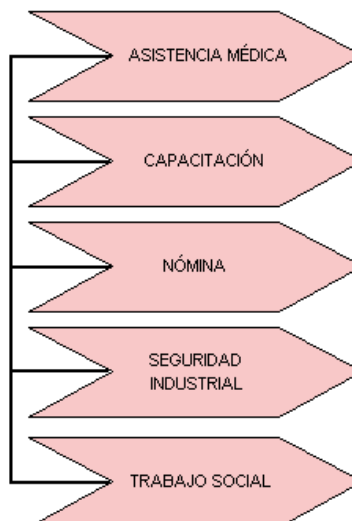 ASISTENCIA MÉDICA
CAPACITACIÓN
NÓMINA
SEGURIDAD
INDUSTRIAL
TRABAJO SOCIAL